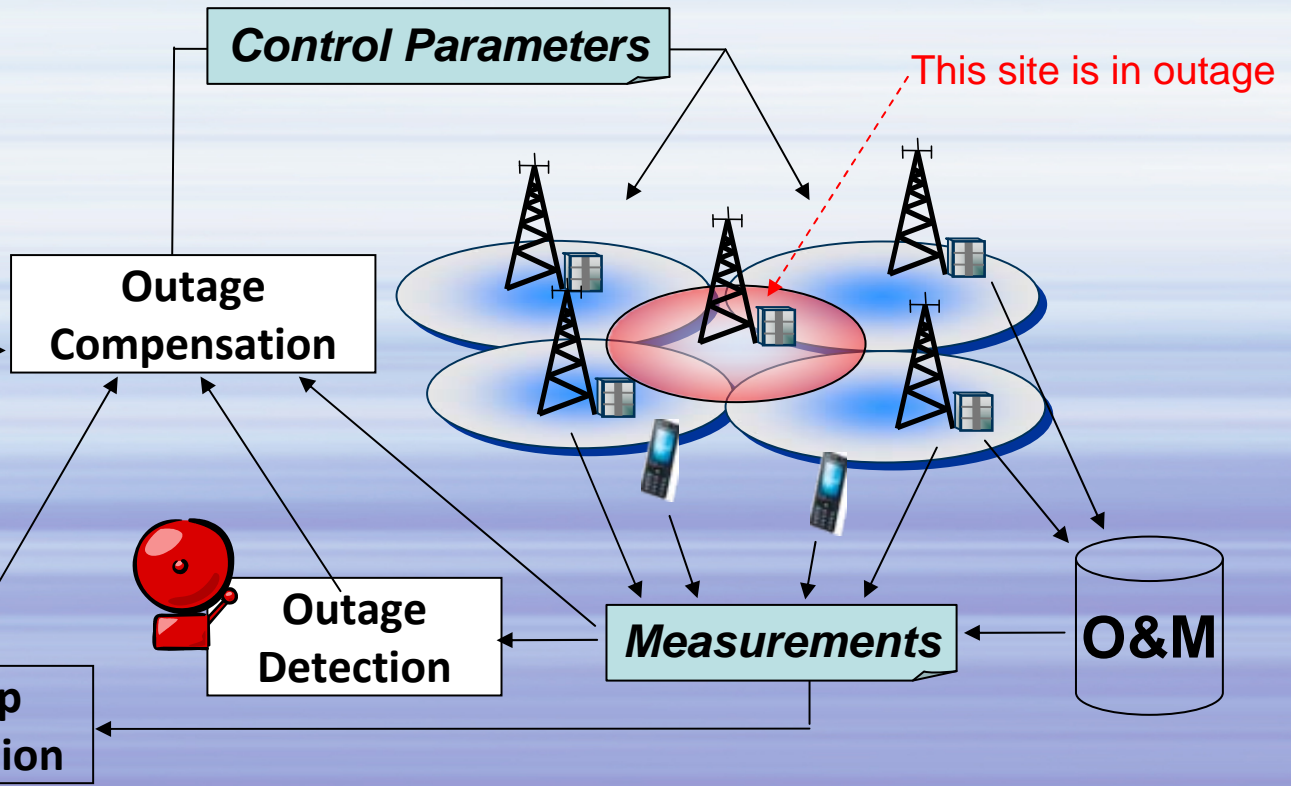 Control Parameters
This site is in outage
Outage
Compensation
Outage
Detection
Measurements
O&M
p
ion